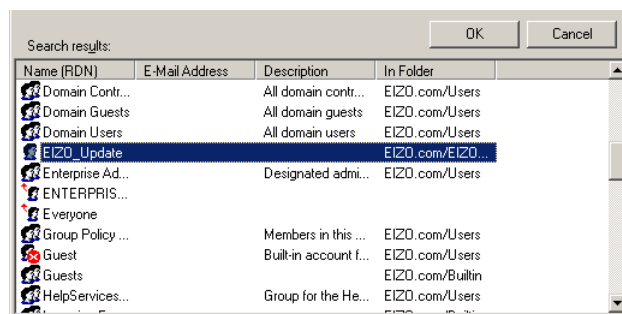 OK Cancel
Search results:
Name (RDN) E-Mail Address Description In Folder
Domain Contr... All domain contr... EIZO.com/Users
Domain Guests All domain guests EIZO.com/Users
Domain Users All domain users EIZO.com/Users
EIZO_Update EIZO.com/EIZO...
Enterprise Ad... Designated admi... EIZO.com/Users
ENTERPRIS...
Everyone
Group Policy ... Members in this ... EIZO.com/Users
Guest Built-in account f... EIZO.com/Users
Guests EIZO.com/Builtin
HelpServices... Group for the He... EIZO.com/Users